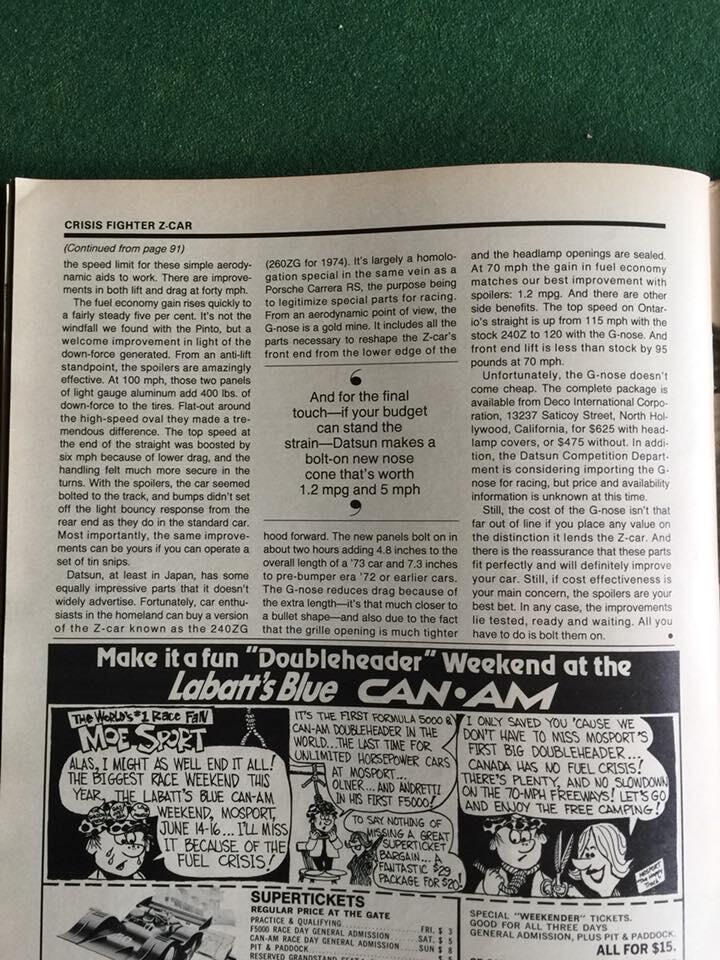 CRISIS FIGHTER Z-CAR
(Continued from page 91)
the speed limit for these simple aerody-
namic aids to work. There are improve-
ments in both lift and drag at forty mph.
The fuel economy gain rises quickly to
a fairly steady five per cent. It's not the
windfall we found with the Pinto, but a
welcome improvement in light of the
down-force generated. From an anti-lift
standpoint, the spoilers are amazingly
effective. At 100 mph, those two panels
of light gauge aluminum add 400 lbs. of
down-force to the tires. Flat-out around
the high-speed oval they made a tre-
mendous difference. The top speed at
the end of the straight was boosted by
six mph because of lower drag, and the
handling felt much more secure in the
turns. With the spoilers, the car seemed
bolted to the track, and bumps didn't set
off the light bouncy response from the
rear end as they do in the standard car.
Most importantly, the same improve-
ments can be yours if you can operate a
set of tin snips.
Datsun, at least in Japan, has some
equally impressive parts that it doesn't
widely advertise. Fortunately, car enthu-
siasts in the homeland can buy a version
of the Z-car known as the 240ZG
(260ZG for 1974). It's largely a homolo-
gation special in the same vein as a
Porsche Carrera RS, the purpose being
to legitimize special parts for racing.
From an aerodynamic point of view, the
G-nose is a gold mine. It includes all the
parts necessary to reshape the Z-car's
front end from the lower edge of the
‘
And for the final
touch—if your budget
can stand the
strain—Datsun makes a
bolt-on new nose
cone that's worth
1.2 mpg and 5 mph
’
hood forward. The new panels bolt on in
about two hours adding 4.8 inches to the
overall length of a '73 car and 7.3 inches
to pre-bumper era '72 or earlier cars.
The G-nose reduces drag because of
the extra length—it's that much closer to
a bullet shape—and also due to the fact
that the grille opening is much tighter
and the headlamp openings are sealed.
At 70 mph the gain in fuel economy
matches our best improvement with
spoilers: 1.2 mpg. And there are other
side benefits. The top speed on Ontar-
io's straight is up from 115 mph with the
stock 240Z to 120 with the G-nose. And
front end lift is less than stock by 95
pounds at 70 mph.
Unfortunately, the G-nose doesn't
come cheap. The complete package is
available from Deco International Corpo-
ration, 13237 Saticoy Street, North Hol-
lywood, California, for $625 with head-
lamp covers, or $475 without. In addi-
tion, the Datsun Competition Depart-
ment is considering importing the G-
nose for racing, but price and availability
information is unknown at this time.
Still, the cost of the G-nose isn't that
far out of line if you place any value on
the distinction it lends the Z-car. And
there is the reassurance that these parts
fit perfectly and will definitely improve
your car. Still, if cost effectiveness is
your main concern, the spoilers are your
best bet. In any case, the improvements
lie tested, ready and waiting. All you
have to do is bolt them on. •
Make it a fun "Doubleheader" Weekend at the
Labatt's Blue CAN•AM
THE WORLD'S #1 RACE FAN
MOE SPORT
ALAS, I MIGHT AS WELL END IT ALL!
THE BIGGEST RACE WEEKEND THIS
YEAR.. THE LABATT'S BLUE CAN-AM
WEEKEND, MOSPORT,
JUNE 14-16... I'LL MISS
IT BECAUSE OF THE
FUEL CRISIS!
IT'S THE FIRST FORMULA 5000 &
CAN-AM DOUBLEHEADER IN THE
WORLD...THE LAST TIME FOR
UNLIMITED HORSEPOWER CARS
AT MOSPORT...
OLIVER... AND ANDRETTI
IN HIS FIRST F5000!
TO SAY NOTHING OF
MISSING A GREAT
SUPERTICKET
BARGAIN... A
FANTASTIC $29
PACKAGE FOR $20!
I ONLY SAVED YOU 'CAUSE WE
DON'T HAVE TO MISS MOSPORT'S
FIRST BIG DOUBLEHEADER...
CANADA HAS NO FUEL CRISIS!
THERE'S PLENTY, AND NO SLOWDOWN
ON THE 70-MPH FREEWAYS! LET'S GO
AND ENJOY THE FREE CAMPING!
MOSPORT
SUPERTICKETS
REGULAR PRICE AT THE GATE
PRACTICE & QUALIFYING FRI. $ 3
F5000 RACE DAY GENERAL ADMISSION SAT. $ 5
CAN-AM RACE DAY GENERAL ADMISSION SUN $ 8
PIT & PADDOCK
RESERVED GRANDSTAND
SPECIAL "WEEKENDER" TICKETS.
GOOD FOR ALL THREE DAYS
GENERAL ADMISSION, PLUS PIT & PADDOCK.
ALL FOR $15.